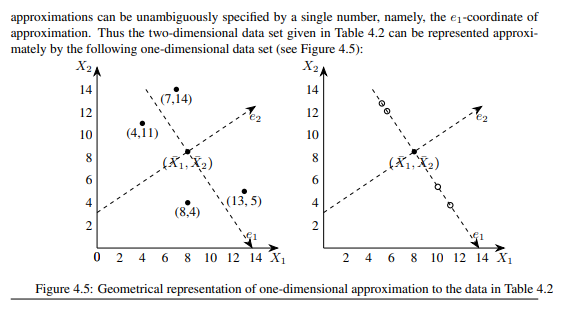 approximations can be unambiguously specified by a single number, namely, the e₁-coordinate of
approximation. Thus the two-dimensional data set given in Table 4.2 can be represented approxi-
mately by the following one-dimensional data set (see Figure 4.5):
X₂ X₂
14 (7,14) 14
12 e₂ 12 e₂
10 (4,11) 10
8 (X̄₁, X̄₂) 8 (X̄₁, X̄₂)
6 6
4 (8,4) (13, 5) 4
2 e₁ 2 e₁
0 2 4 6 8 10 12 14 X₁ 2 4 6 8 10 12 14 X₁
Figure 4.5: Geometrical representation of one-dimensional approximation to the data in Table 4.2